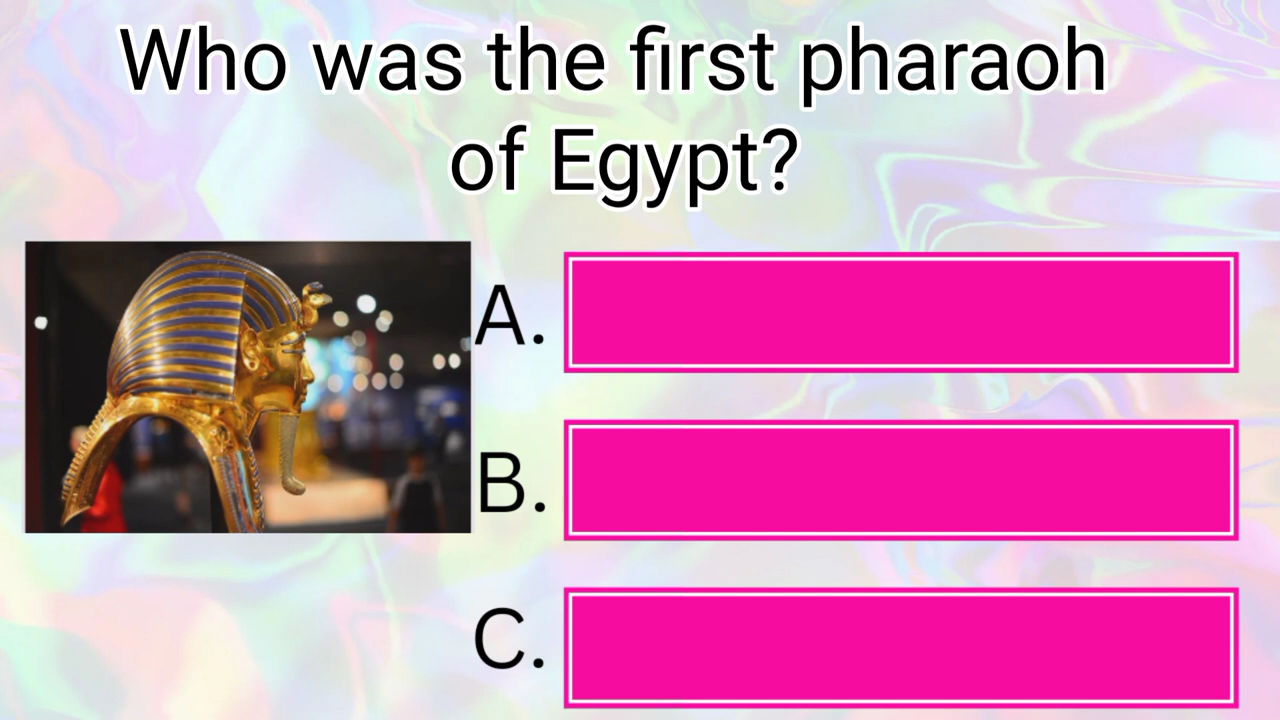 Who was the first pharaoh
of Egypt?
A.
B.
C.